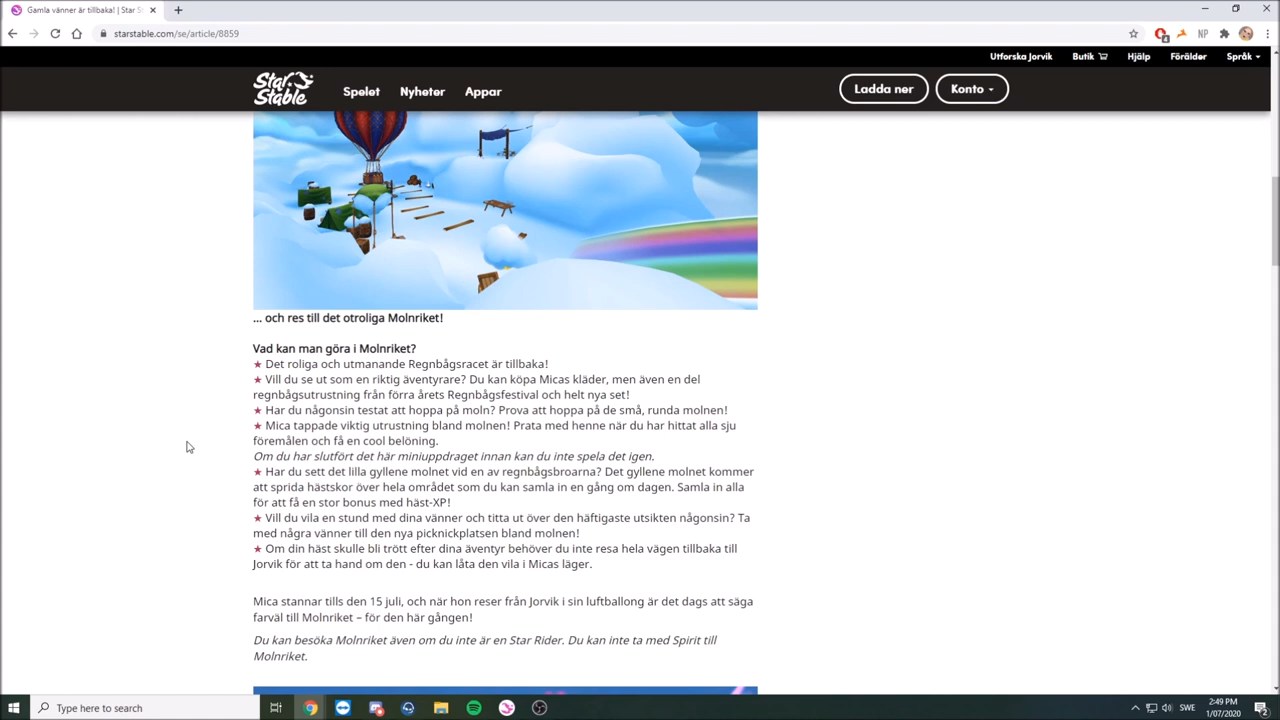 Gamla vänner är tillbaka! | Star S
starstable.com/se/article/8859
4
NP
Utforska Jorvik Butik Hjälp Förälder Språk
Star Stable
Spelet Nyheter Appar
Ladda ner Konto
... och res till det otroliga Molnriket!
Vad kan man göra i Molnriket?
★ Det roliga och utmanande Regnbågsracet är tillbaka!
★ Vill du se ut som en riktig äventyrare? Du kan köpa Micas kläder, men även en del
regnbågsutrustning från förra årets Regnbågsfestival och helt nya set!
★ Har du någonsin testat att hoppa på moln? Prova att hoppa på de små, runda molnen!
★ Mica tappade viktig utrustning bland molnen! Prata med henne när du har hittat alla sju
föremålen och få en cool belöning.
Om du har slutfört det här miniuppdraget innan kan du inte spela det igen.
★ Har du sett det lilla gyllene molnet vid en av regnbågsbroarna? Det gyllene molnet kommer
att sprida hästskor över hela området som du kan samla in en gång om dagen. Samla in alla
för att få en stor bonus med häst-XP!
★ Vill du vila en stund med dina vänner och titta ut över den häftigaste utsikten någonsin? Ta
med några vänner till den nya picknickplatsen bland molnen!
★ Om din häst skulle bli trött efter dina äventyr behöver du inte resa hela vägen tillbaka till
Jorvik för att ta hand om den - du kan låta den vila i Micas läger.
Mica stannar tills den 15 juli, och när hon reser från Jorvik i sin luftballong är det dags att säga
farväl till Molnriket – för den här gången!
Du kan besöka Molnriket även om du inte är en Star Rider. Du kan inte ta med Spirit till
Molnriket.
Type here to search
SWE
2:49 PM
1/07/2020
2